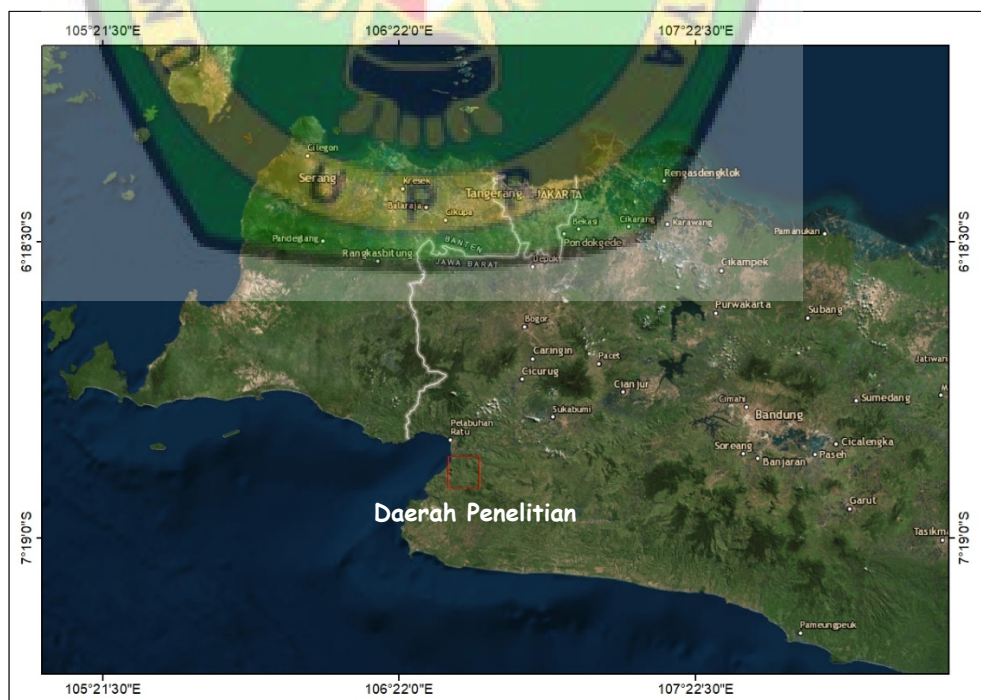 105°21'30"E 106°22'0"E 107°22'30"E
Cilegon
Serang
Kresek
Rengasdengklok
Tangerang
JAKARTA
Balaraja
Cikupa
Bekasi
Cikarang
Karawang
Pamanukan
Pandeglang
Pondokgede
6°18'30"S 6°18'30"S
BANTEN
Rangkasbitung
JAWA BARAT
Depok
Cikampek
Purwakarta
Subang
Bogor
Caringin
Pacet
Jatiwan
Cicurug
Cianjur
Cimahi
Sumedang
Sukabumi
Bandung
Pelabuhan
Ratu
Soreang
Cicalengka
Banjaran
Paseh
Garut
Daerah Penelitian
Tasikm
7°19'0"S 7°19'0"S
Pameungpeuk
105°21'30"E 106°22'0"E 107°22'30"E